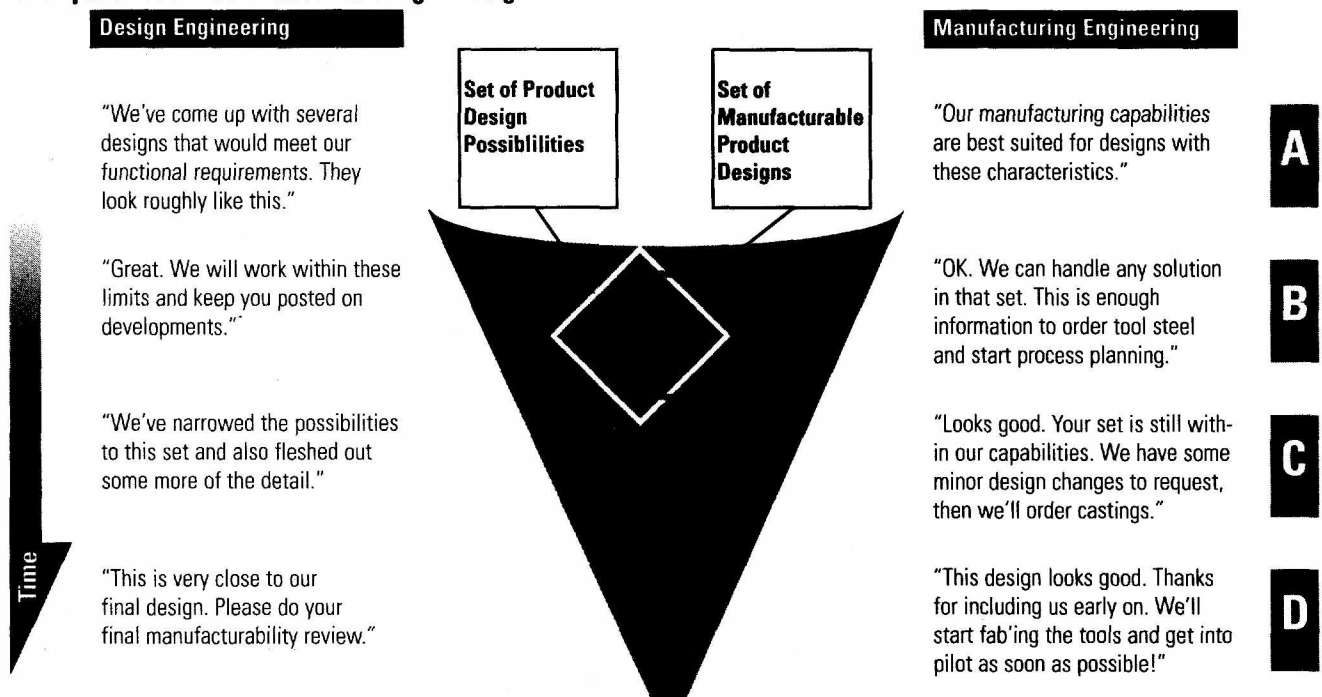 Design Engineering
"We've come up with several
designs that would meet our
functional requirements. They
look roughly like this."
"Great. We will work within these
limits and keep you posted on
developments."
"We've narrowed the possibilities
to this set and also fleshed out
some more of the detail."
"This is very close to our
final design. Please do your
final manufacturability review."
Time
Set of Product
Design
Possiblilities
Set of
Manufacturable
Product
Designs
Manufacturing Engineering
"Our manufacturing capabilities
are best suited for designs with
these characteristics."
A
"OK. We can handle any solution
in that set. This is enough
information to order tool steel
and start process planning."
B
"Looks good. Your set is still with-
in our capabilities. We have some
minor design changes to request,
then we'll order castings."
C
"This design looks good. Thanks
for including us early on. We'll
start fab'ing the tools and get into
pilot as soon as possible!"
D